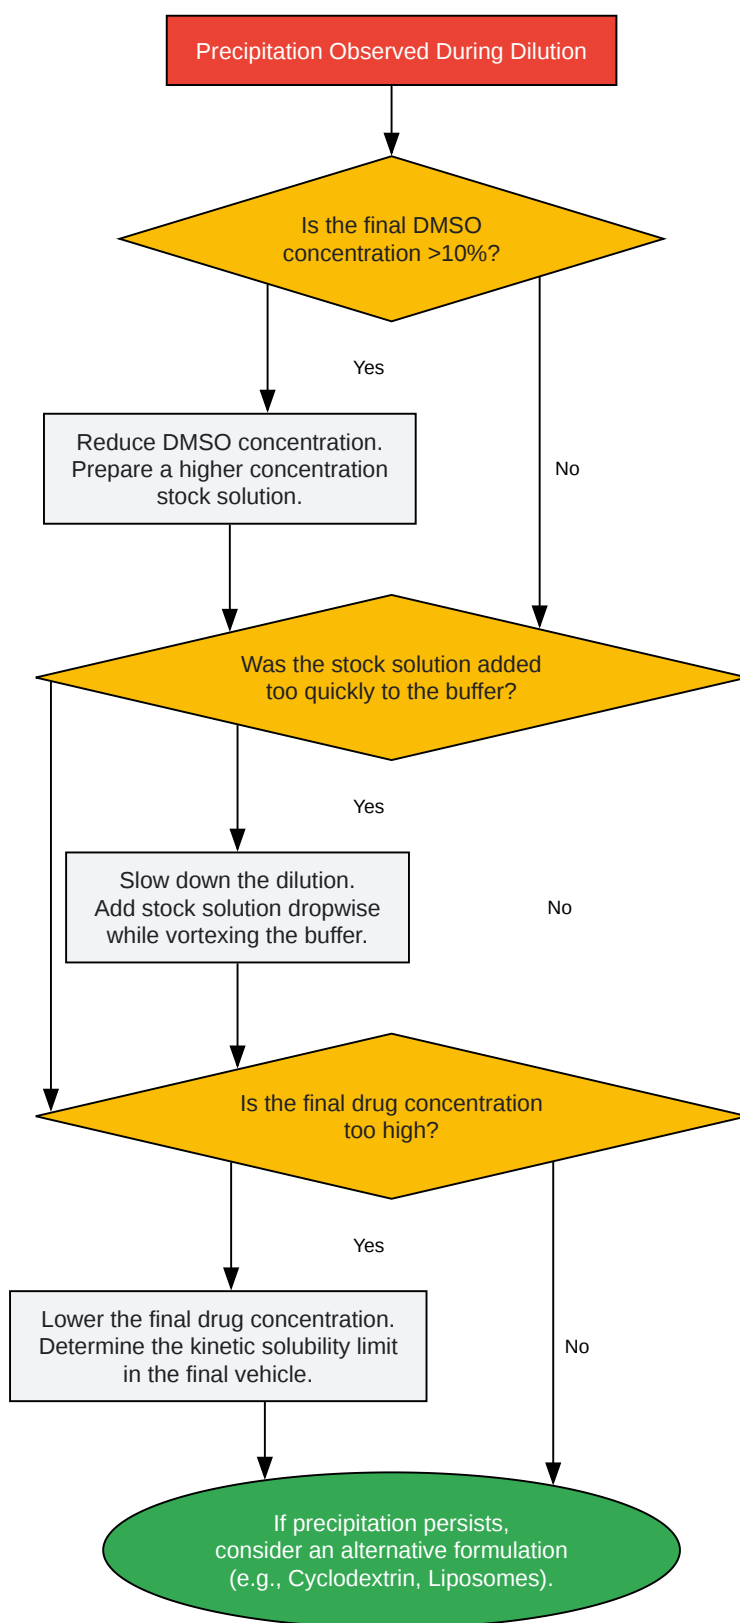 Precipitation Observed During Dilution
Is the final DMSO
concentration >10%?
Yes
Reduce DMSO concentration.
Prepare a higher concentration
stock solution.
No
Was the stock solution added
too quickly to the buffer?
Yes
Slow down the dilution.
Add stock solution dropwise
while vortexing the buffer.
No
Is the final drug concentration
too high?
Yes
Lower the final drug concentration.
Determine the kinetic solubility limit
in the final vehicle.
No
If precipitation persists,
consider an alternative formulation
(e.g., Cyclodextrin, Liposomes).